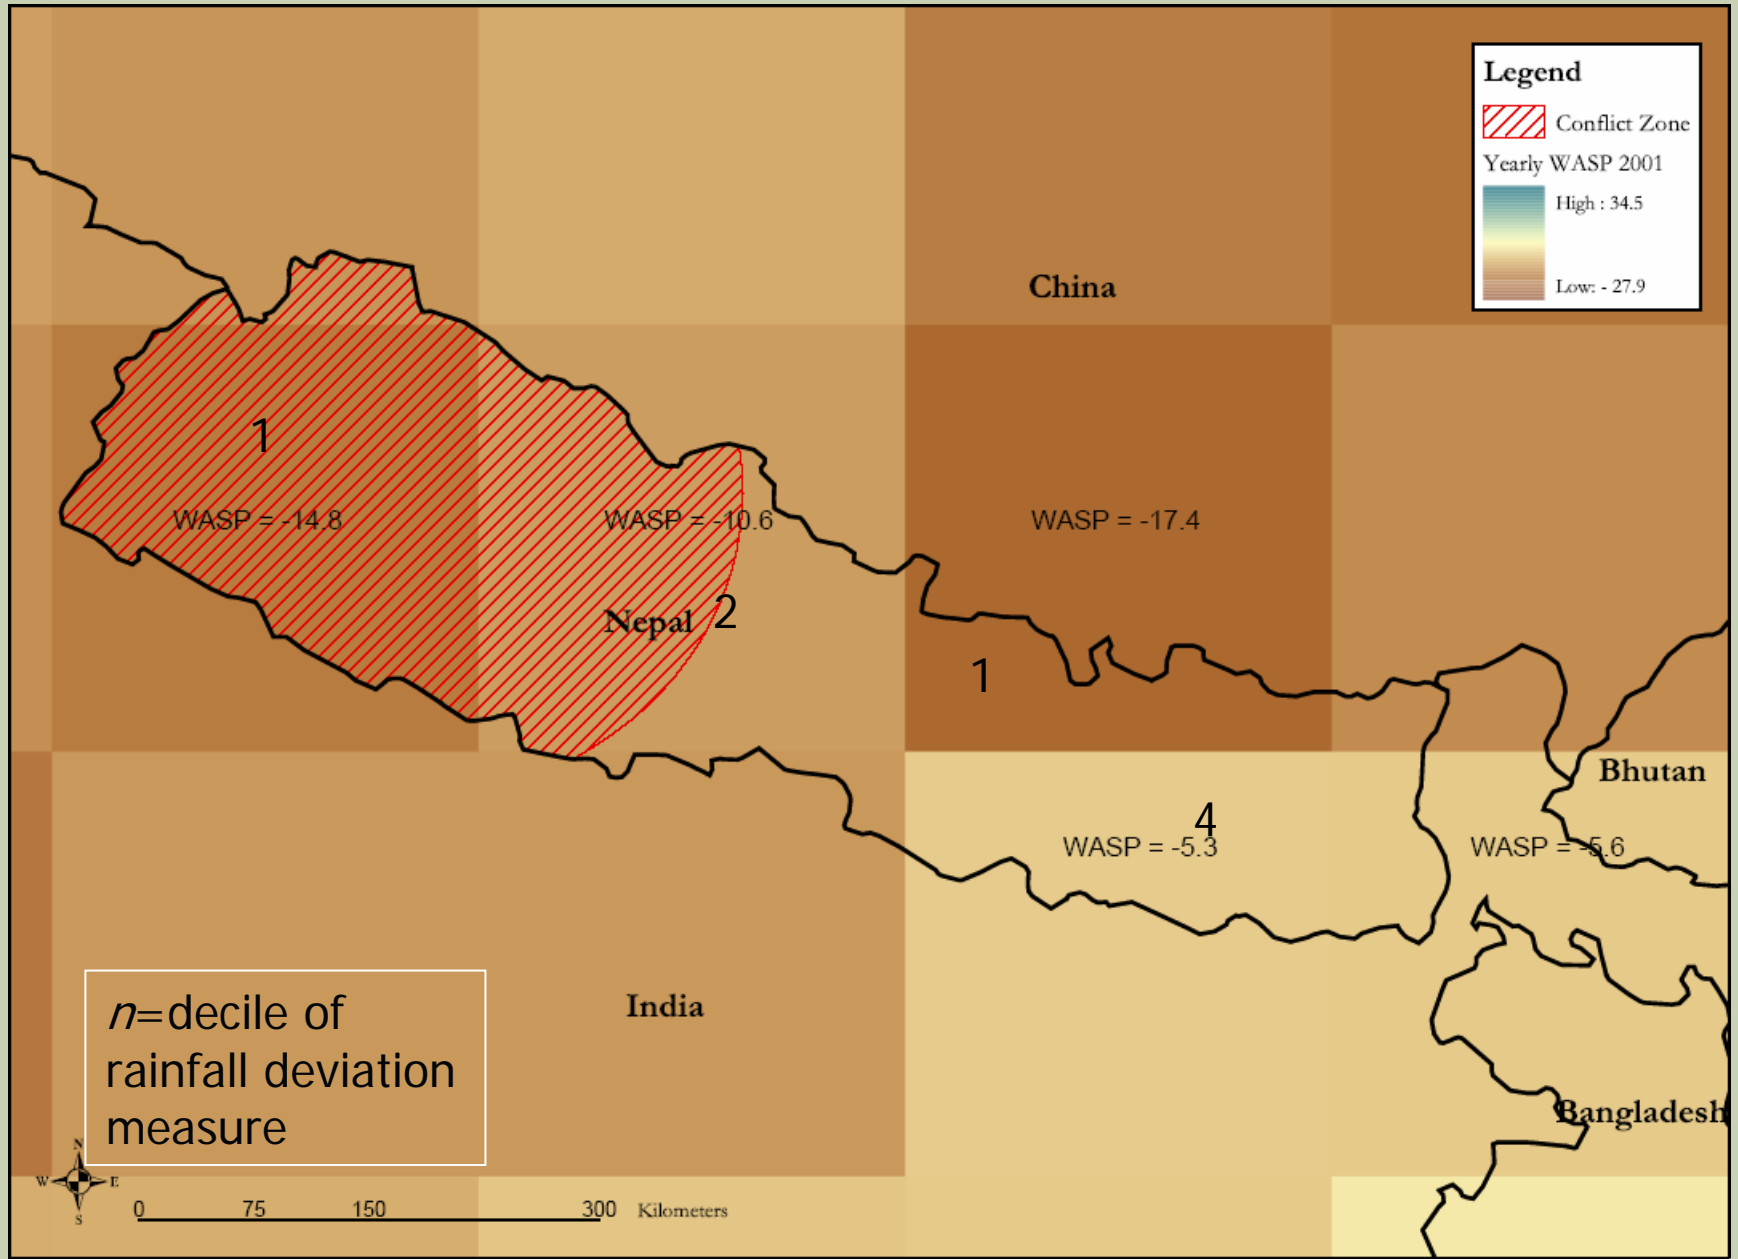 Legend
Conflict Zone
Yearly WASP 2001
High : 34.5
Low: - 27.9
China
1
WASP = -14.8
WASP = -10.6
WASP = -17.4
Nepal
2
1
Bhutan
4
WASP = -5.3
WASP = -5.6
India
n=decile of
rainfall deviation
measure
Bangladesh
N
W E
S
0 75 150 300 Kilometers